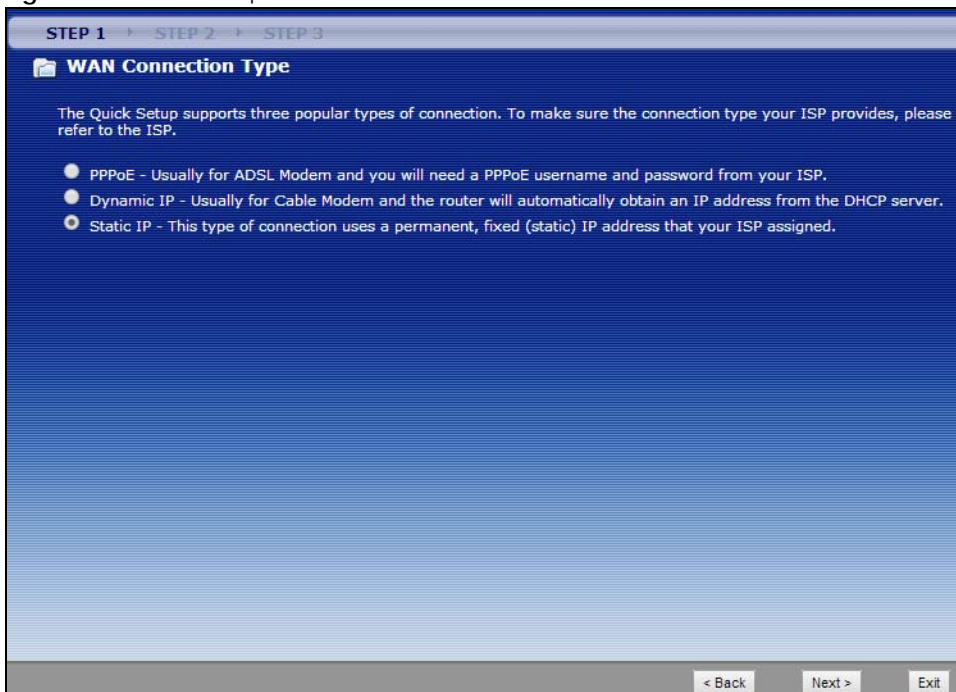 STEP 1 STEP 2 STEP 3
WAN Connection Type
The Quick Setup supports three popular types of connection. To make sure the connection type your ISP provides, please
refer to the ISP.
PPPoE - Usually for ADSL Modem and you will need a PPPoE username and password from your ISP.
Dynamic IP - Usually for Cable Modem and the router will automatically obtain an IP address from the DHCP server.
Static IP - This type of connection uses a permanent, fixed (static) IP address that your ISP assigned.
< Back Next > Exit